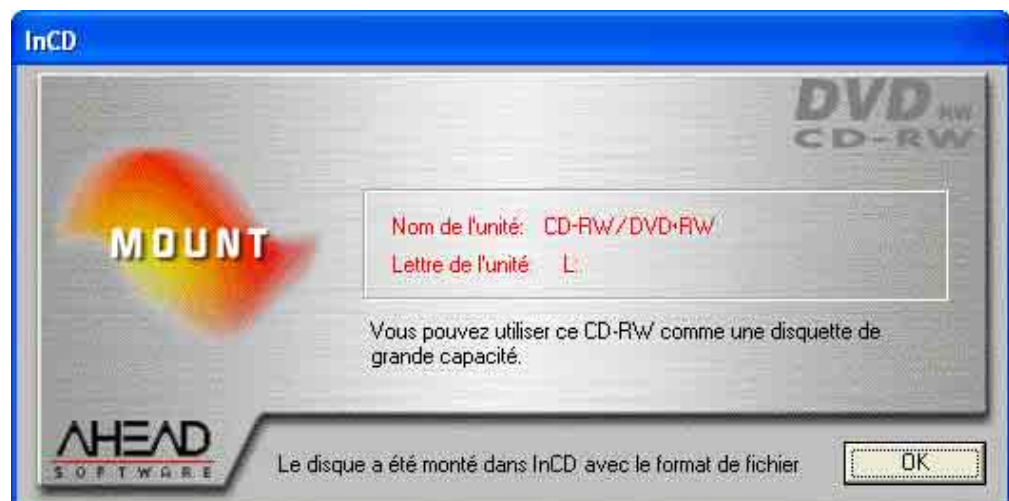 InCD
DVD RW
CD-RW
MOUNT
Nom de l'unité: CD-RW/DVD+RW
Lettre de l'unité L:
Vous pouvez utiliser ce CD-RW comme une disquette de
grande capacité.
AHEAD
SOFTWARE
Le disque a été monté dans InCD avec le format de fichier
OK